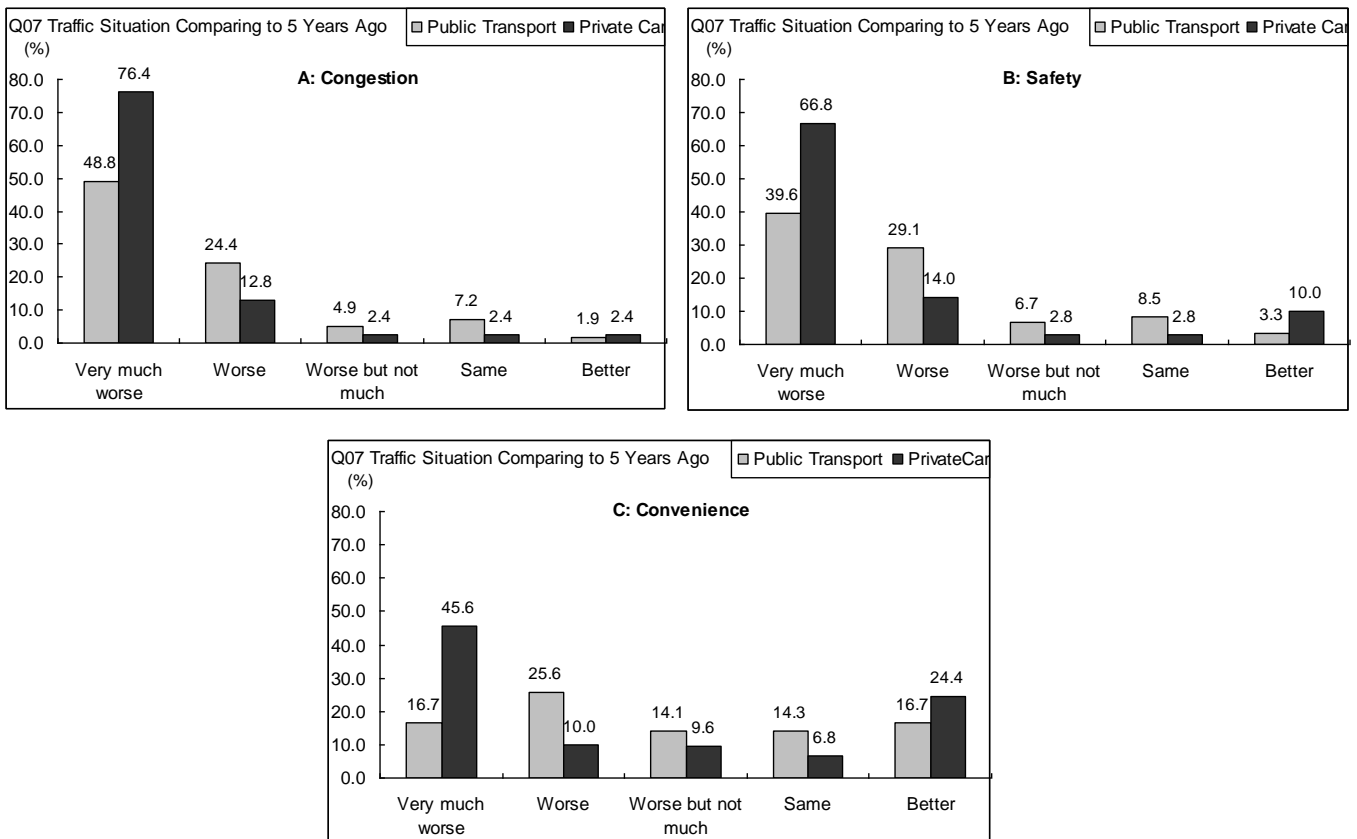 Q07 Traffic Situation Comparing to 5 Years Ago
Public Transport Private Car
(%)
A: Congestion
80.0
70.0
60.0
50.0
40.0
30.0
20.0
10.0
0.0
48.8 76.4
24.4 12.8
4.9 2.4
7.2 2.4
1.9 2.4
Very much worse
Worse
Worse but not much
Same
Better
Q07 Traffic Situation Comparing to 5 Years Ago
Public Transport Private Car
(%)
B: Safety
80.0
70.0
60.0
50.0
40.0
30.0
20.0
10.0
0.0
39.6 66.8
29.1 14.0
6.7 2.8
8.5 2.8
3.3 10.0
Very much worse
Worse
Worse but not much
Same
Better
Q07 Traffic Situation Comparing to 5 Years Ago
Public Transport PrivateCar
(%)
C: Convenience
80.0
70.0
60.0
50.0
40.0
30.0
20.0
10.0
0.0
16.7 45.6
25.6 10.0
14.1 9.6
14.3 6.8
16.7 24.4
Very much worse
Worse
Worse but not much
Same
Better